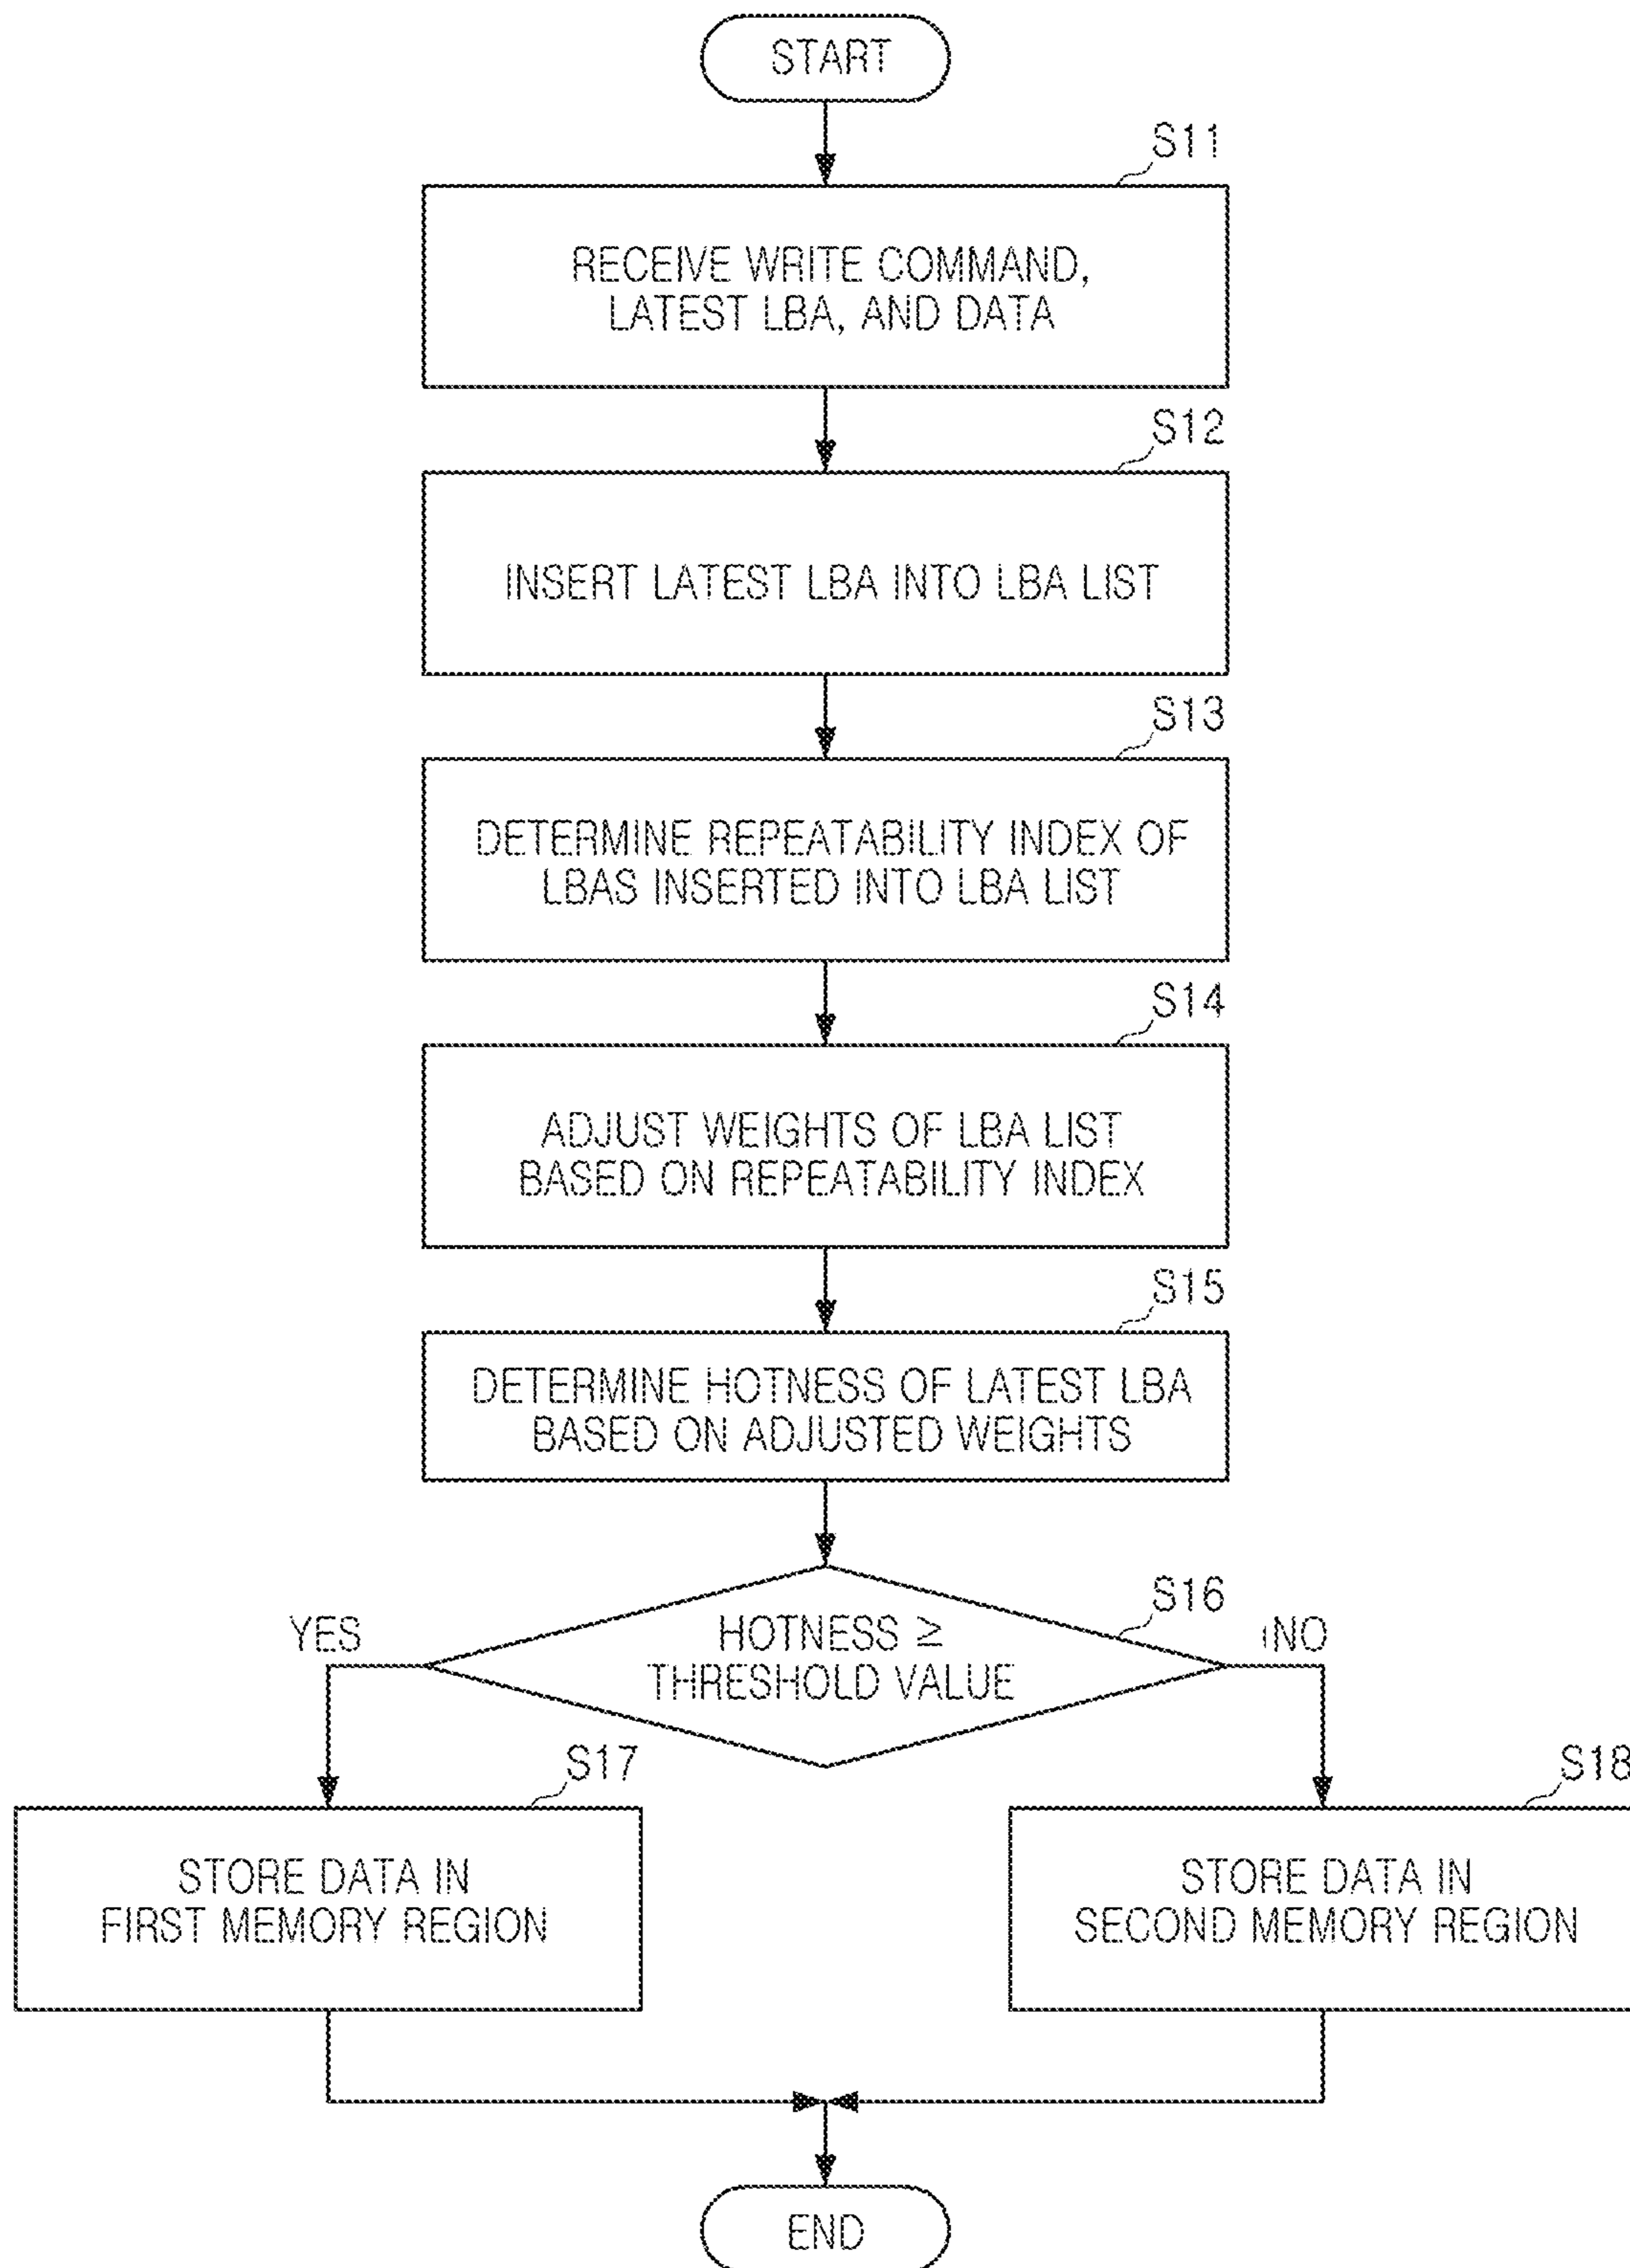 START
S11
RECEIVE WRITE COMMAND,
LATEST LBA, AND DATA
S12
INSERT LATEST LBA INTO LBA LIST
S13
DETERMINE REPEATABILITY INDEX OF
LBAS INSERTED INTO LBA LIST
S14
ADJUST WEIGHTS OF LBA LIST
BASED ON REPEATABILITY INDEX
S15
DETERMINE HOTNESS OF LATEST LBA
BASED ON ADJUSTED WEIGHTS
S16
YES
HOTNESS ≥
THRESHOLD VALUE
NO
S17
STORE DATA IN
FIRST MEMORY REGION
S18
STORE DATA IN
SECOND MEMORY REGION
END